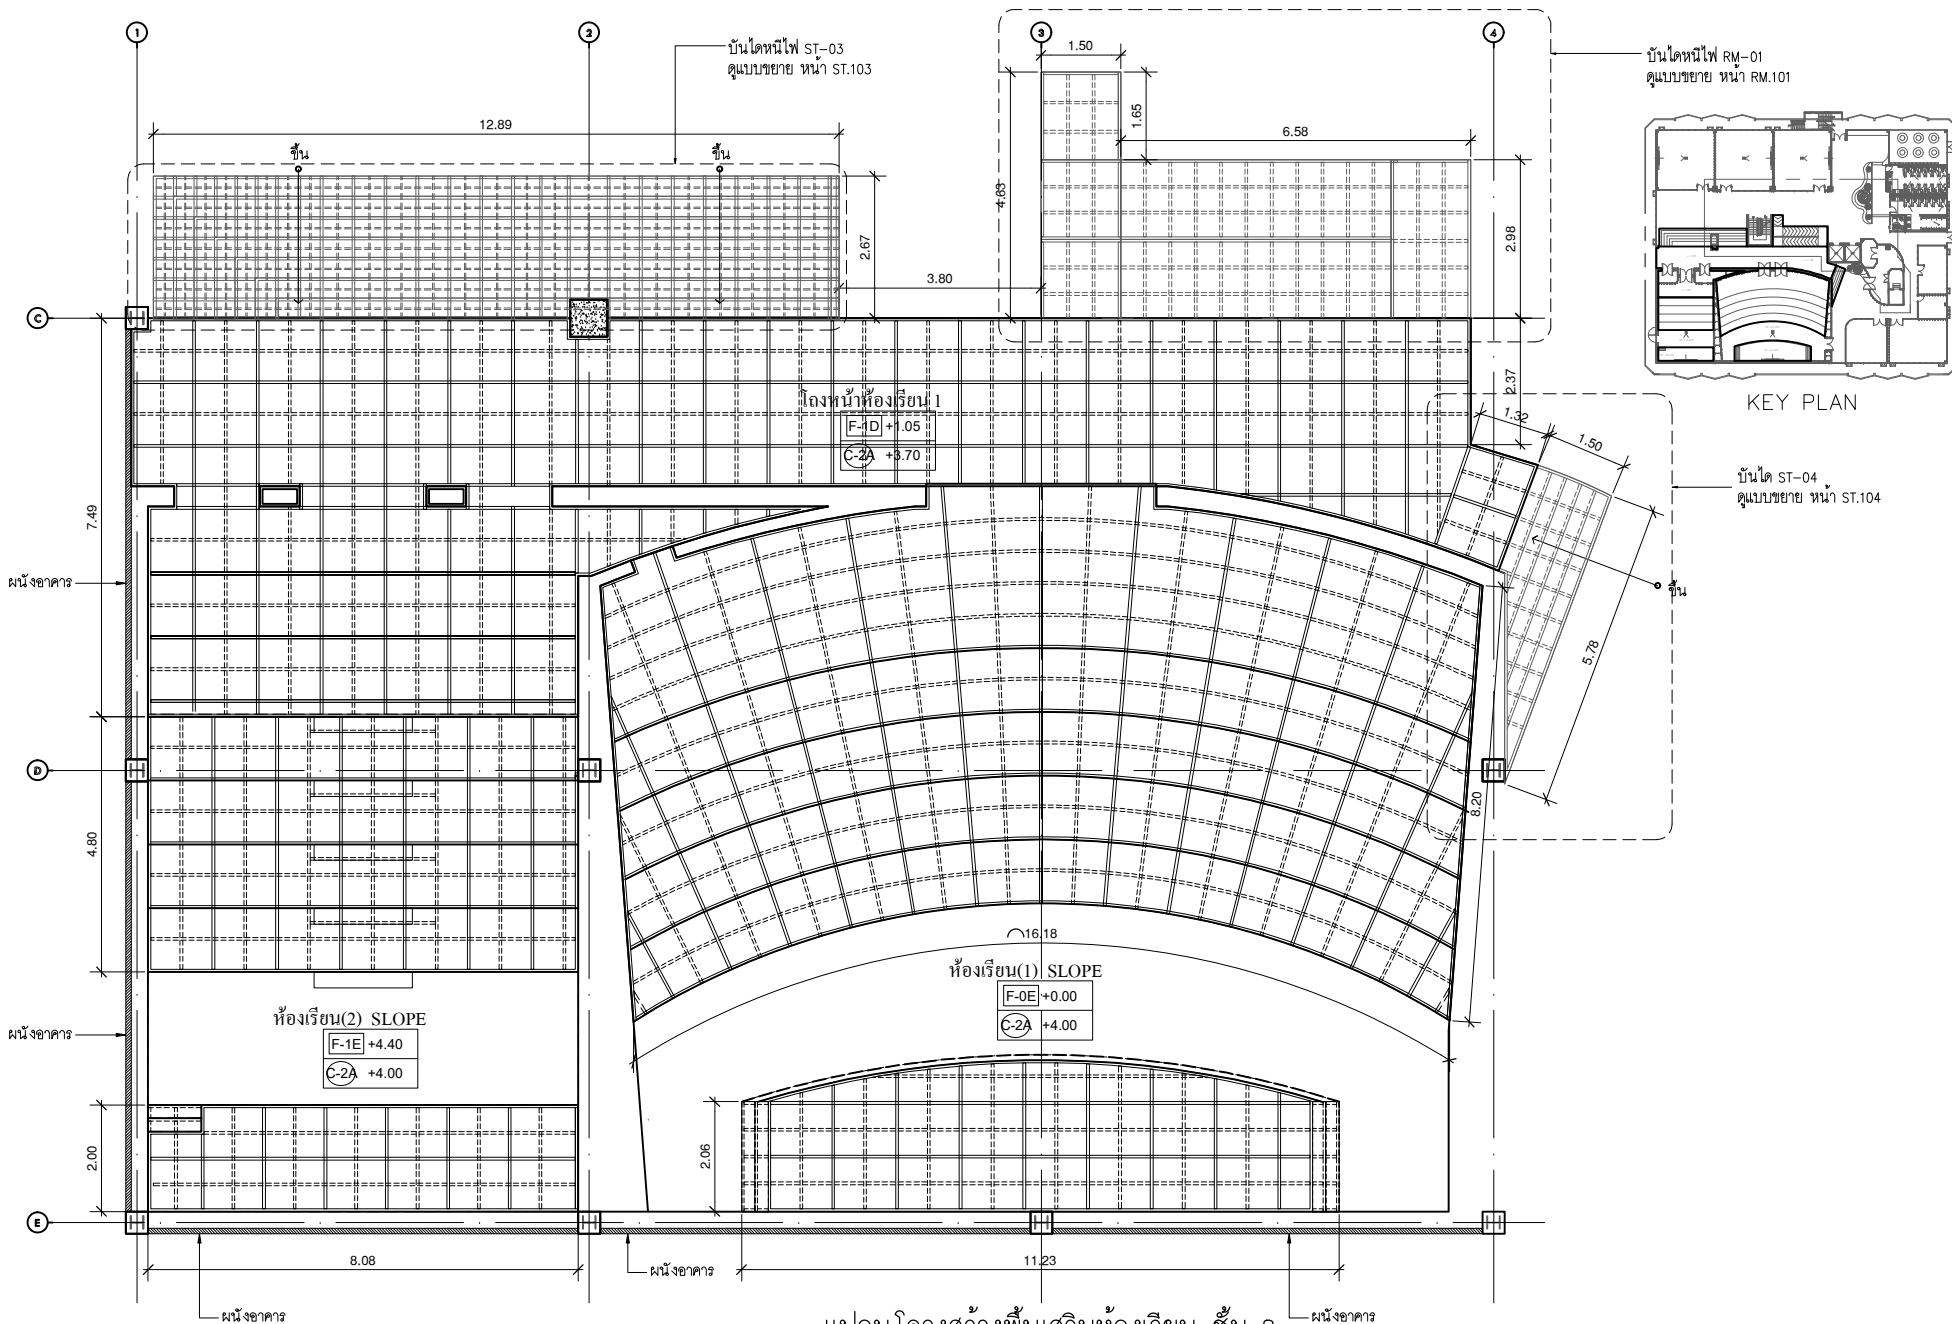 1
2
3
4
บันไดหนีไฟ ST-03
ดูแบบขยาย หน้า ST.103
1.50
บันไดหนีไฟ RM-01
ดูแบบขยาย หน้า RM.101
12.89
1.65
6.58
ขึ้น
ขึ้น
4.63
2.67
2.98
3.80
C
KEY PLAN
2.37
โถงหน้าห้องเรียน 1
F-1D +1.05
C-2A +3.70
1.32
1.50
บันได ST-04
ดูแบบขยาย หน้า ST.104
7.49
ผนังอาคาร
ขึ้น
5.78
D
8.20
4.80
16.18
ห้องเรียน(1) SLOPE
F-0E +0.00
C-2A +4.00
ห้องเรียน(2) SLOPE
F-1E +4.40
C-2A +4.00
ผนังอาคาร
2.00
2.06
E
8.08
11.23
ผนังอาคาร
ผนังอาคาร
ผนังอาคาร